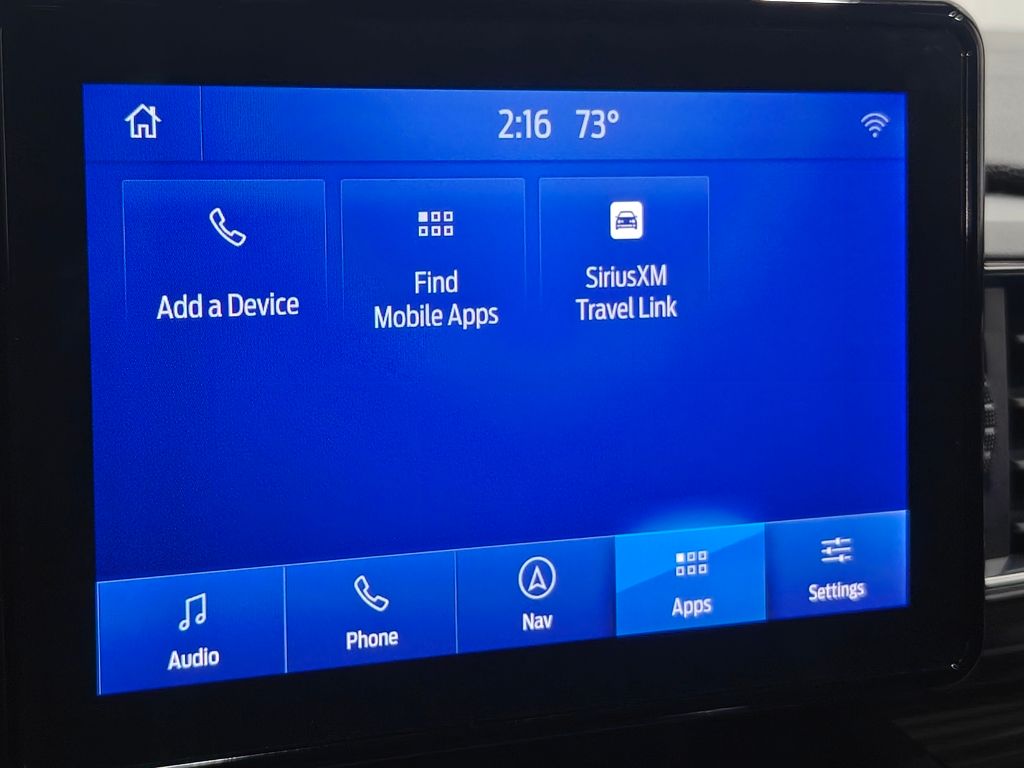 2:16 73°
Add a Device
Find
Mobile Apps
SiriusXM
Travel Link
Audio
Phone
Nav
Apps
Settings